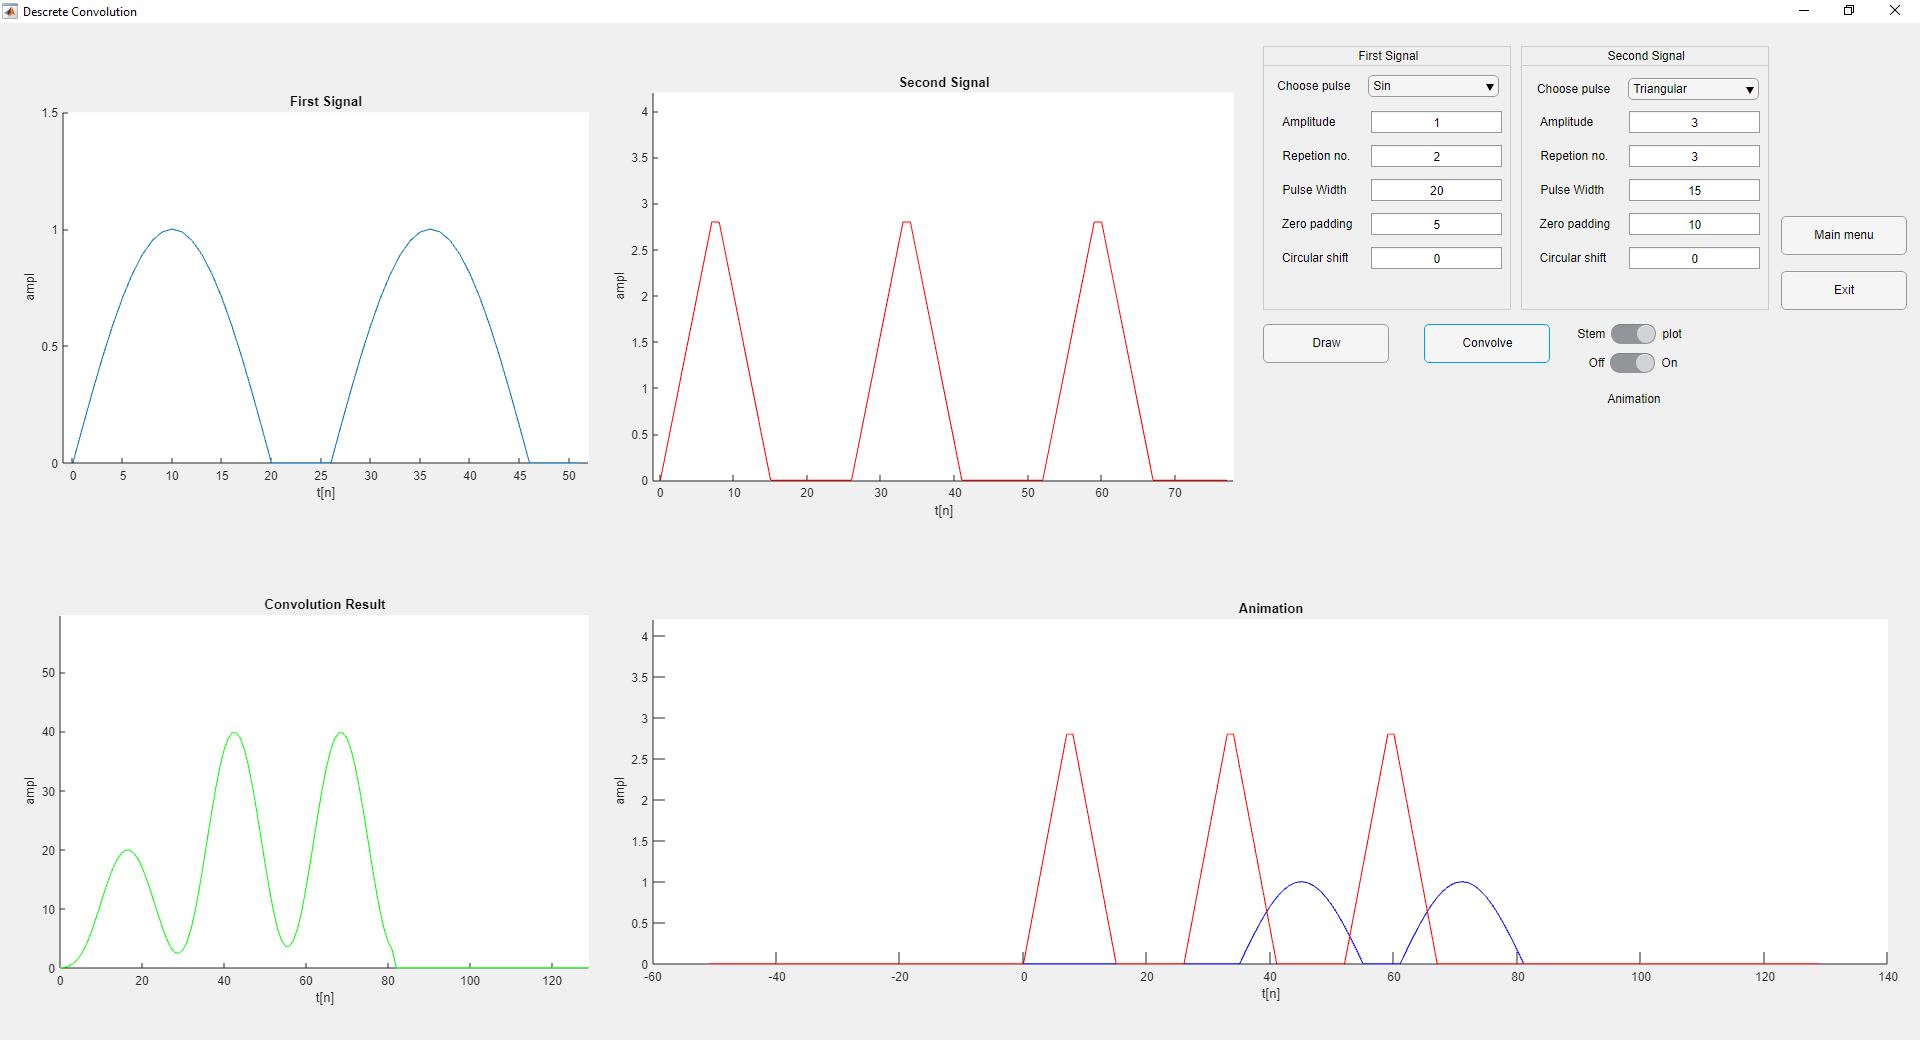 Descrete Convolution
First Signal
1.5
1
0.5
0
ampl
0 5 10 15 20 25 30 35 40 45 50
t[n]
Second Signal
4
3.5
3
2.5
2
1.5
1
0.5
0
ampl
0 10 20 30 40 50 60 70
t[n]
First Signal
Choose pulse Sin
Amplitude 1
Repetion no. 2
Pulse Width 20
Zero padding 5
Circular shift 0
Second Signal
Choose pulse Triangular
Amplitude 3
Repetion no. 3
Pulse Width 15
Zero padding 10
Circular shift 0
Main menu
Exit
Draw
Convolve
Stem plot
Off On
Animation
Convolution Result
50
40
30
20
10
0
ampl
0 20 40 60 80 100 120
t[n]
Animation
4
3.5
3
2.5
2
1.5
1
0.5
0
ampl
-60 -40 -20 0 20 40 60 80 100 120 140
t[n]